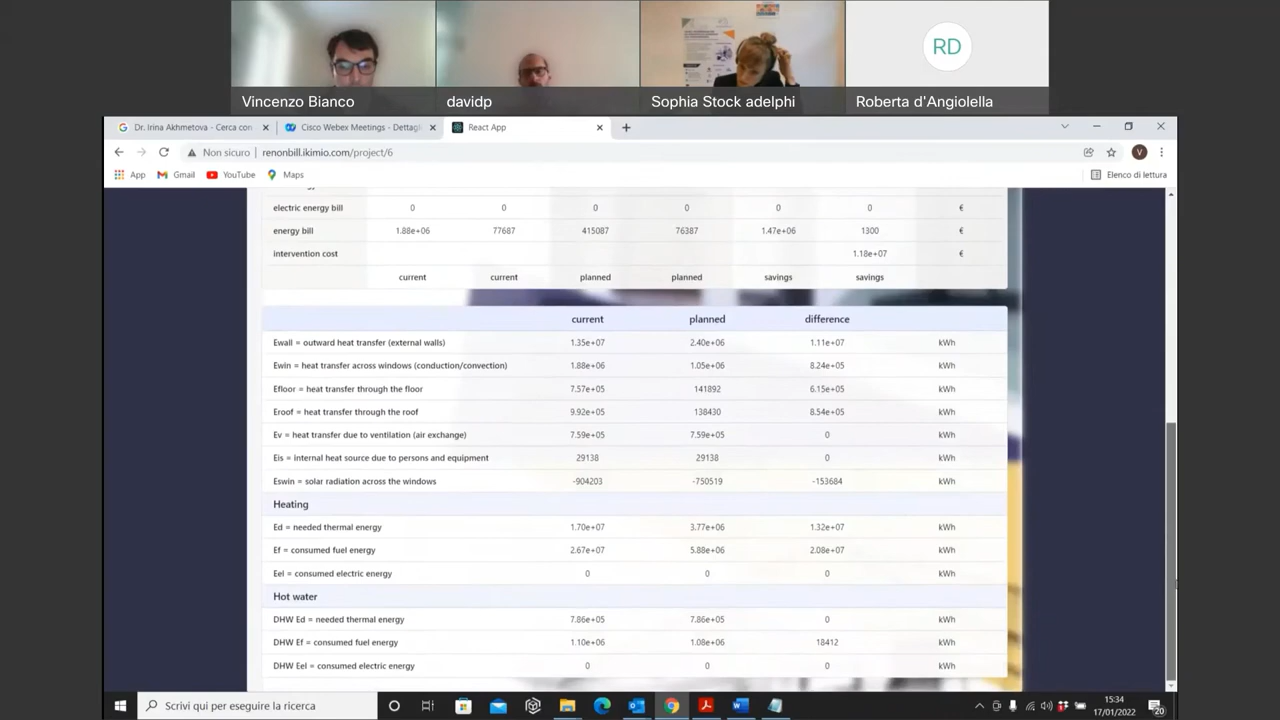 RD
Vincenzo Bianco
davidp
Sophia Stock adelphi
Roberta d'Angiolella
Dr. Irina Akhmetova - Cerca con
Cisco Webex Meetings - Dettagl
React App
Non sicuro | renonbill.ikimio.com/project/6
V
App Gmail YouTube Maps
Elenco di lettura
electric energy bill 0 0 0 0 0 0 €
energy bill 1.88e+06 77687 415087 76387 1.47e+06 1300 €
intervention cost 1.18e+07 €
current current planned planned savings savings
current planned difference
Ewall = outward heat transfer (external walls) 1.35e+07 2.40e+06 1.11e+07 kWh
Ewin = heat transfer across windows (conduction/convection) 1.88e+06 1.05e+06 8.24e+05 kWh
Efloor = heat transfer through the floor 7.57e+05 141892 6.15e+05 kWh
Eroof = heat transfer through the roof 9.92e+05 138430 8.54e+05 kWh
Ev = heat transfer due to ventilation (air exchange) 7.59e+05 7.59e+05 0 kWh
Eis = internal heat source due to persons and equipment 29138 29138 0 kWh
Eswin = solar radiation across the windows -904203 -750519 -153684 kWh
Heating
Ed = needed thermal energy 1.70e+07 3.77e+06 1.32e+07 kWh
Ef = consumed fuel energy 2.67e+07 5.88e+06 2.08e+07 kWh
Eel = consumed electric energy 0 0 0 kWh
Hot water
DHW Ed = needed thermal energy 7.86e+05 7.86e+05 0 kWh
DHW Ef = consumed fuel energy 1.10e+06 1.08e+06 18412 kWh
DHW Eel = consumed electric energy 0 0 0 kWh
Scrivi qui per eseguire la ricerca
15:34
17/01/2022
20